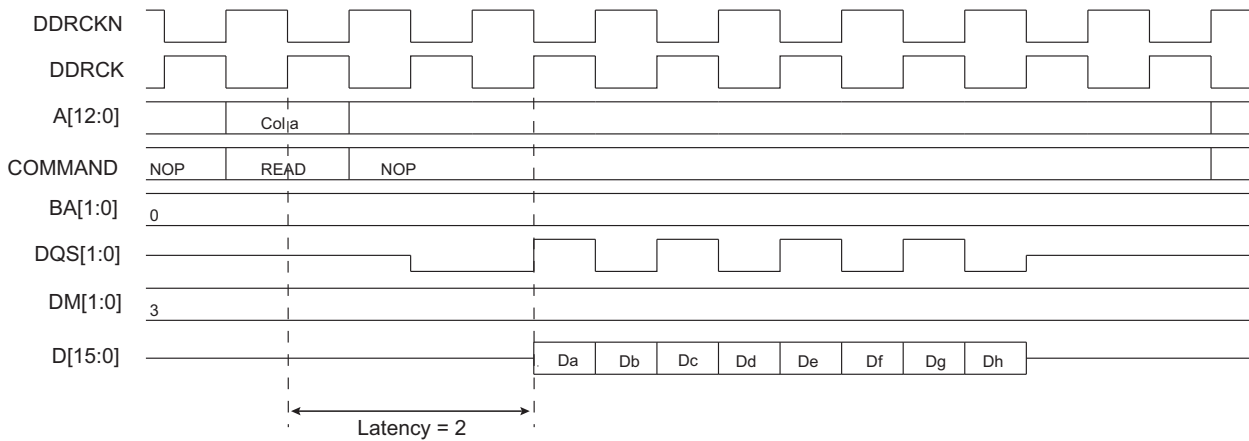 DDRCKN
DDRCK
A[12:0] Col a
COMMAND NOP READ NOP
BA[1:0] 0
DQS[1:0]
DM[1:0] 3
D[15:0] Da Db Dc Dd De Df Dg Dh
Latency = 2